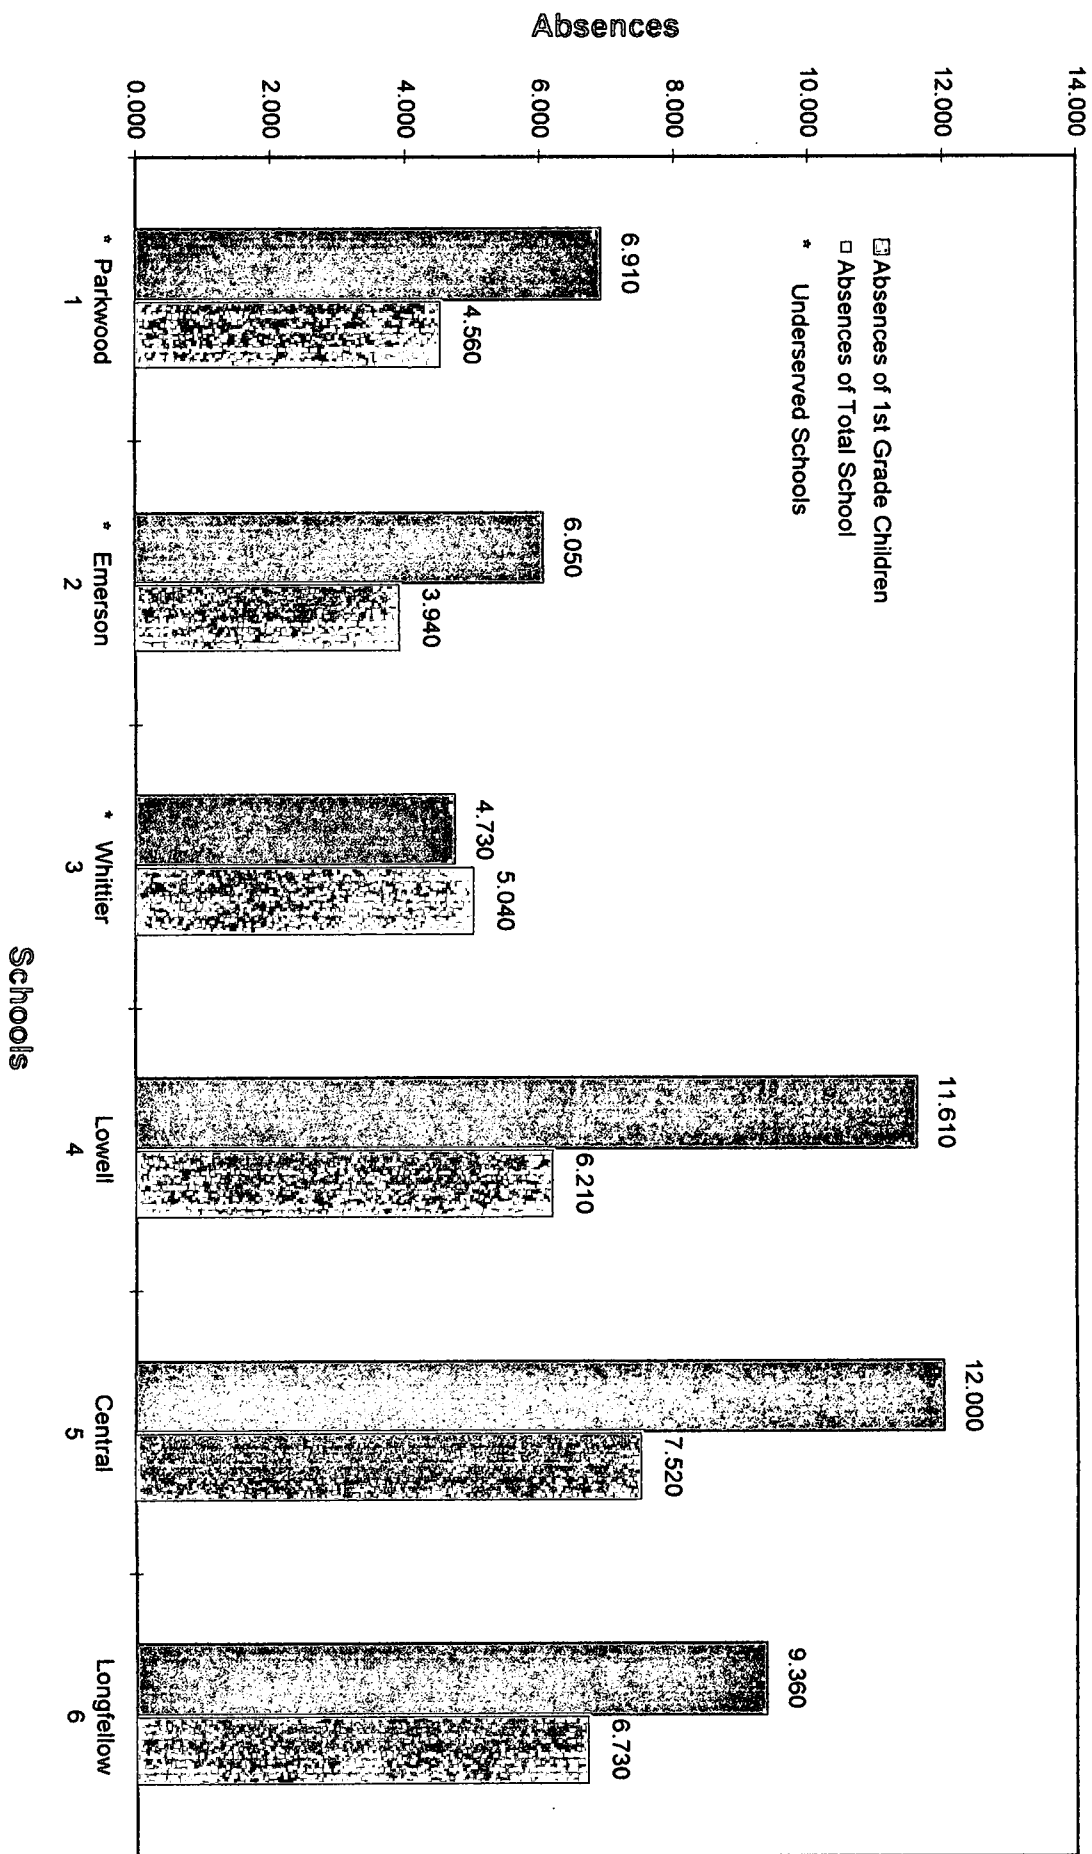 Absences
14.000
12.000
10.000
8.000
6.000
4.000
2.000
0.000
Absences of 1st Grade Children
Absences of Total School
* Underserved Schools
6.910
4.560
6.050
3.940
4.730
5.040
11.610
6.210
12.000
7.520
9.360
6.730
* Parkwood
1
* Emerson
2
* Whittier
3
Lowell
4
Central
5
Longfellow
6
Schools